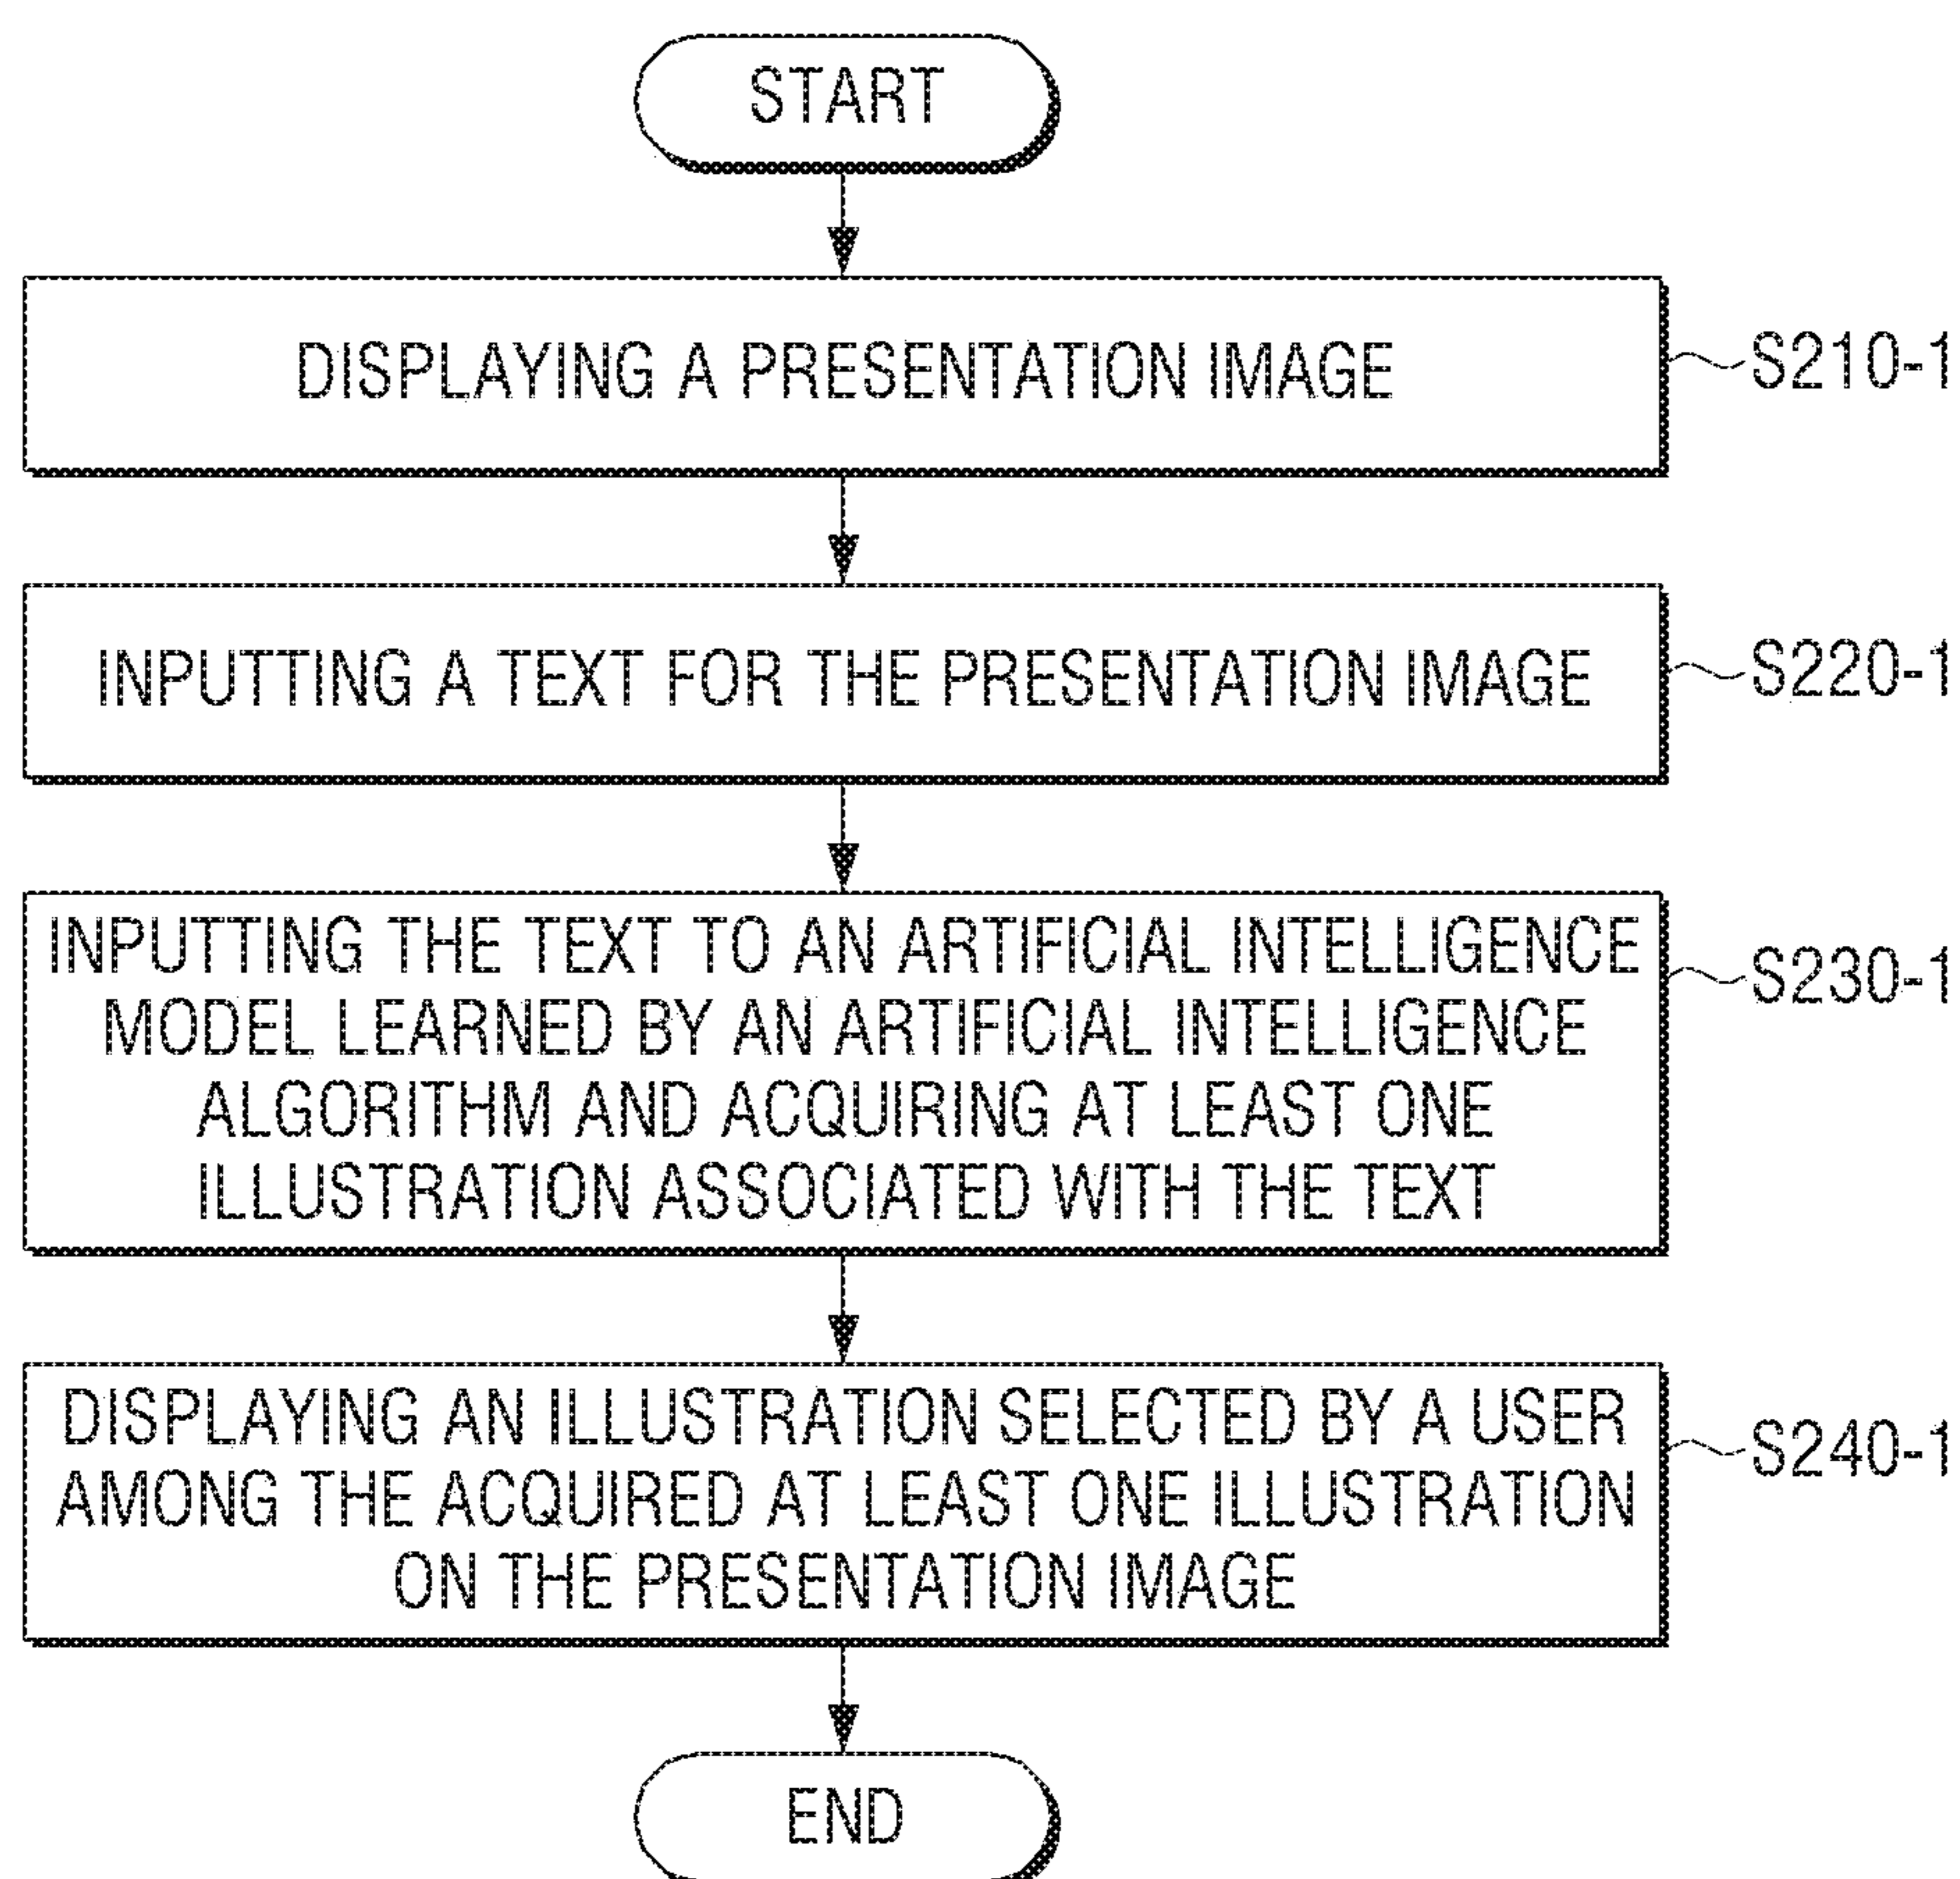 START
DISPLAYING A PRESENTATION IMAGE
S210-1
INPUTTING A TEXT FOR THE PRESENTATION IMAGE
S220-1
INPUTTING THE TEXT TO AN ARTIFICIAL INTELLIGENCE
MODEL LEARNED BY AN ARTIFICIAL INTELLIGENCE
ALGORITHM AND ACQUIRING AT LEAST ONE
ILLUSTRATION ASSOCIATED WITH THE TEXT
S230-1
DISPLAYING AN ILLUSTRATION SELECTED BY A USER
AMONG THE ACQUIRED AT LEAST ONE ILLUSTRATION
ON THE PRESENTATION IMAGE
S240-1
END